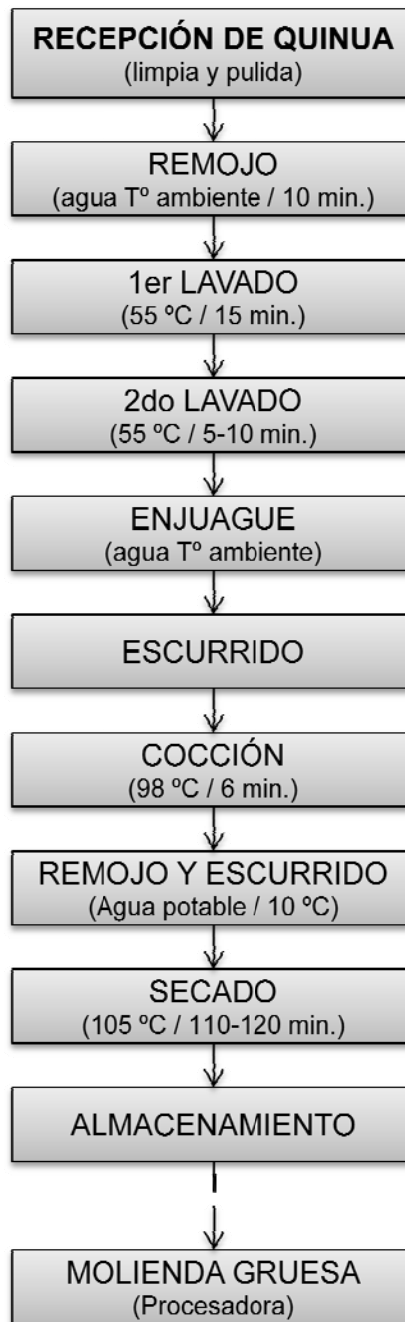 RECEPCIÓN DE QUINUA
(limpia y pulida)
REMOJO
(agua Tº ambiente / 10 min.)
1er LAVADO
(55 ºC / 15 min.)
2do LAVADO
(55 ºC / 5-10 min.)
ENJUAGUE
(agua Tº ambiente)
ESCURRIDO
COCCIÓN
(98 ºC / 6 min.)
REMOJO Y ESCURRIDO
(Agua potable / 10 ºC)
SECADO
(105 ºC / 110-120 min.)
ALMACENAMIENTO
MOLIENDA GRUESA
(Procesadora)